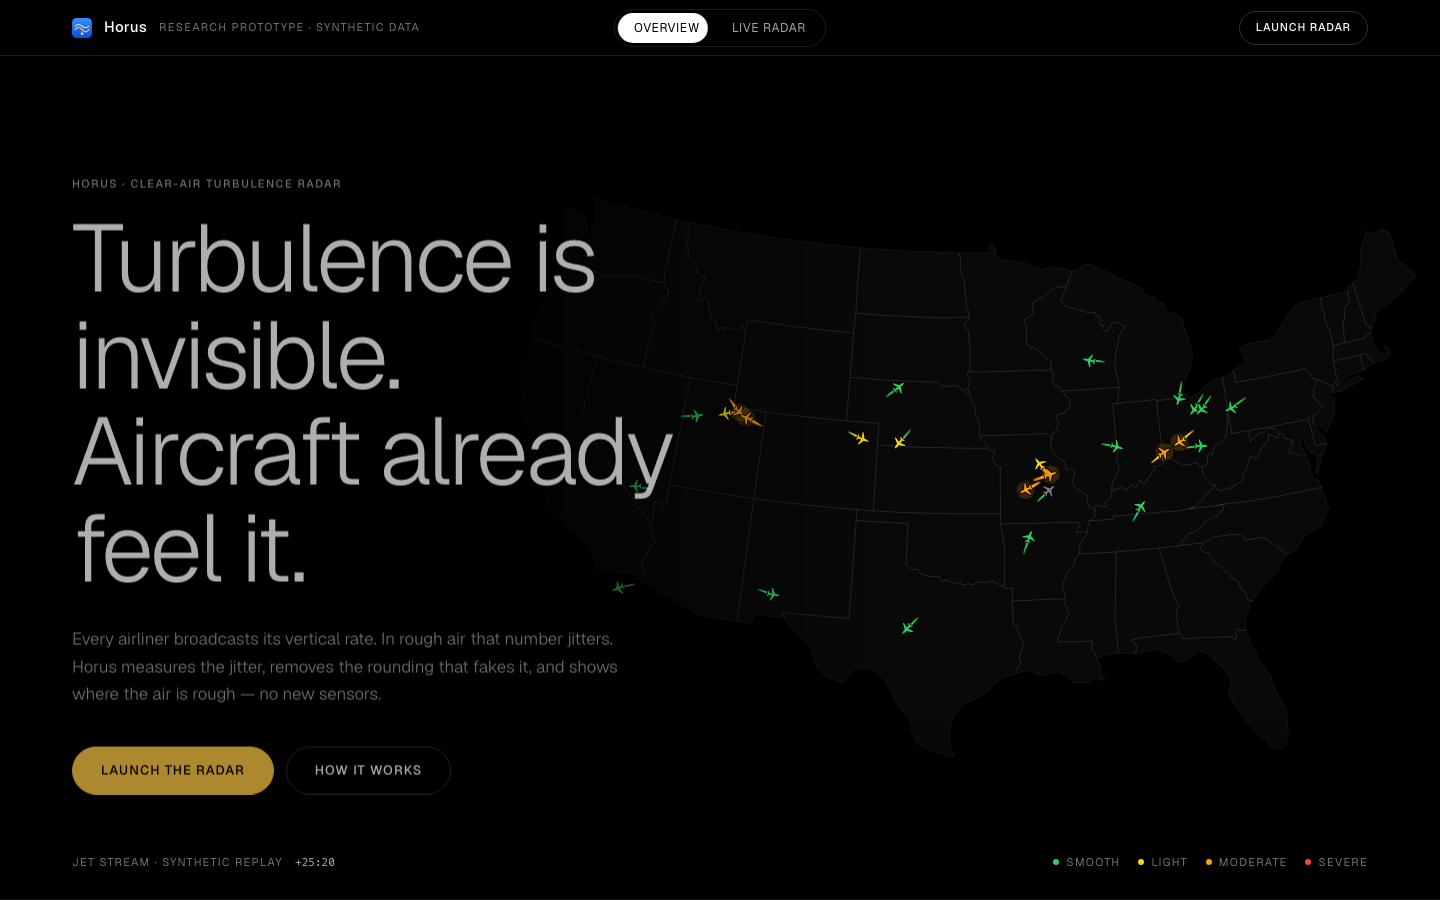 Horus RESEARCH PROTOTYPE · SYNTHETIC DATA
OVERVIEW LIVE RADAR
LAUNCH RADAR
HORUS · CLEAR-AIR TURBULENCE RADAR
Turbulence is
invisible.
Aircraft already
feel it.
Every airliner broadcasts its vertical rate. In rough air that number jitters.
Horus measures the jitter, removes the rounding that fakes it, and shows
where the air is rough — no new sensors.
LAUNCH THE RADAR HOW IT WORKS
JET STREAM · SYNTHETIC REPLAY +25:20
SMOOTH LIGHT MODERATE SEVERE